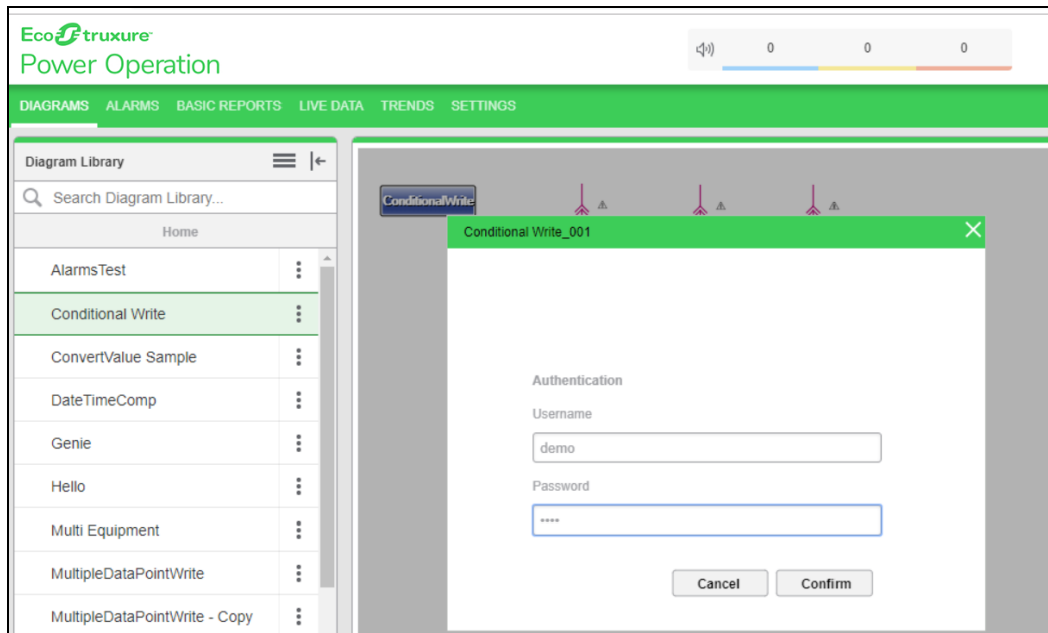 EcoStruxure
Power Operation
0 0 0
DIAGRAMS ALARMS BASIC REPORTS LIVE DATA TRENDS SETTINGS
Diagram Library
Search Diagram Library...
Home
AlarmsTest
Conditional Write
ConvertValue Sample
DateTimeComp
Genie
Hello
Multi Equipment
MultipleDataPointWrite
MultipleDataPointWrite - Copy
ConditionalWrite
Conditional Write_001
Authentication
Username
demo
Password
••••
Cancel Confirm